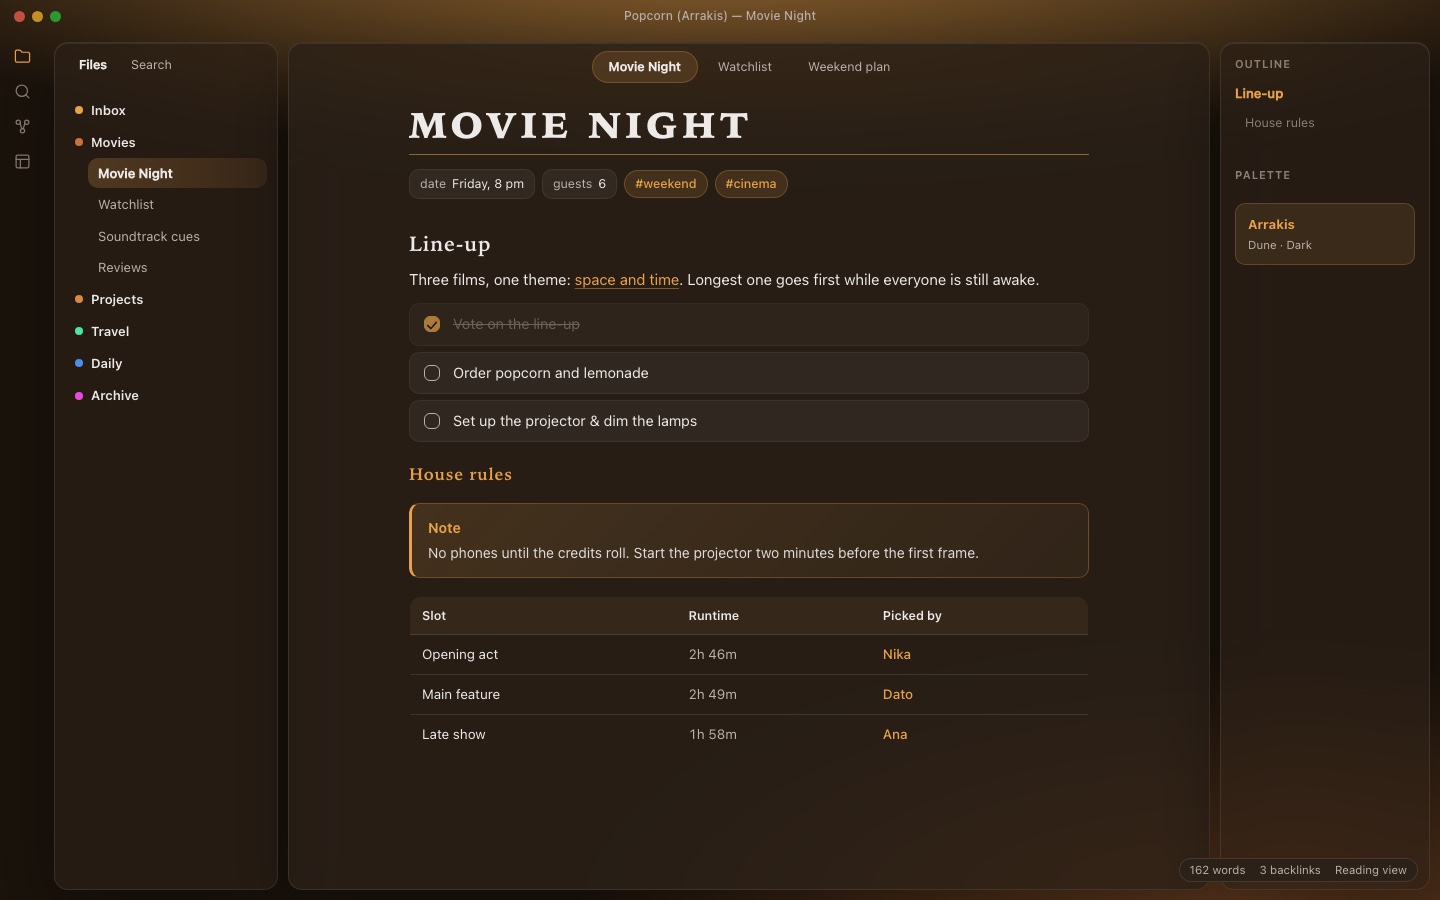 Popcorn (Arrakis) — Movie Night
Files Search
Inbox
Movies
Movie Night
Watchlist
Soundtrack cues
Reviews
Projects
Travel
Daily
Archive
Movie Night Watchlist Weekend plan
MOVIE NIGHT
date Friday, 8 pm guests 6 #weekend #cinema
Line-up
Three films, one theme: space and time. Longest one goes first while everyone is still awake.
Vote on the line-up
Order popcorn and lemonade
Set up the projector & dim the lamps
House rules
Note
No phones until the credits roll. Start the projector two minutes before the first frame.
Slot Runtime Picked by
Opening act 2h 46m Nika
Main feature 2h 49m Dato
Late show 1h 58m Ana
OUTLINE
Line-up
House rules
PALETTE
Arrakis
Dune · Dark
162 words 3 backlinks Reading view